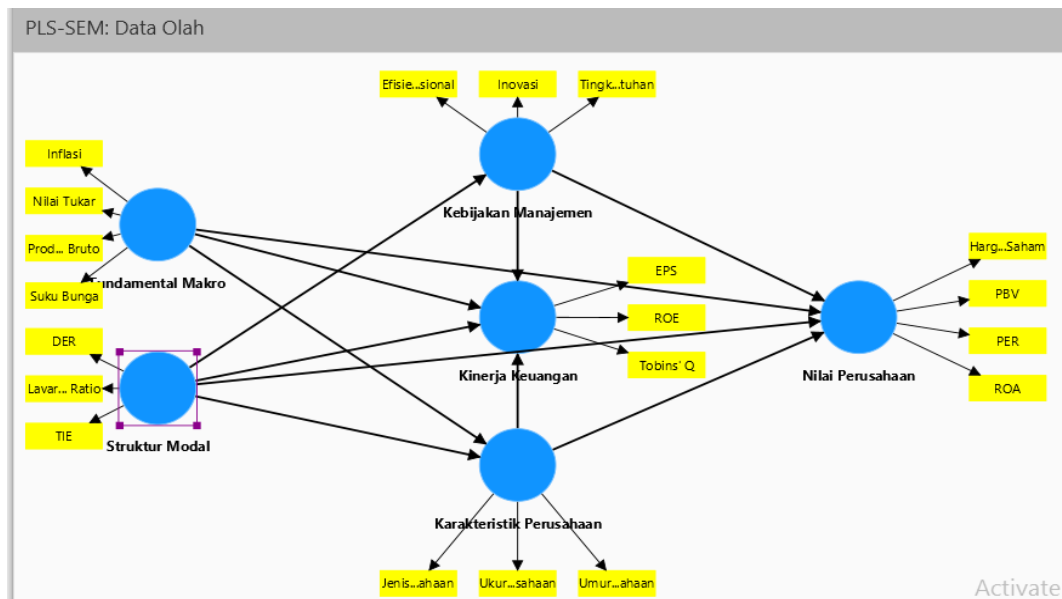 PLS-SEM: Data Olah
Efisie...sional
Inovasi
Tingk...tuhan
Kebijakan Manajemen
Inflasi
Nilai Tukar
Prod... Bruto
Suku Bunga
Fundamental Makro
DER
Lavar... Ratio
TIE
Struktur Modal
EPS
ROE
Tobins' Q
Kinerja Keuangan
Harg...Saham
PBV
PER
ROA
Nilai Perusahaan
Karakteristik Perusahaan
Jenis...ahaan
Ukur...sahaan
Umur...ahaan
Activate